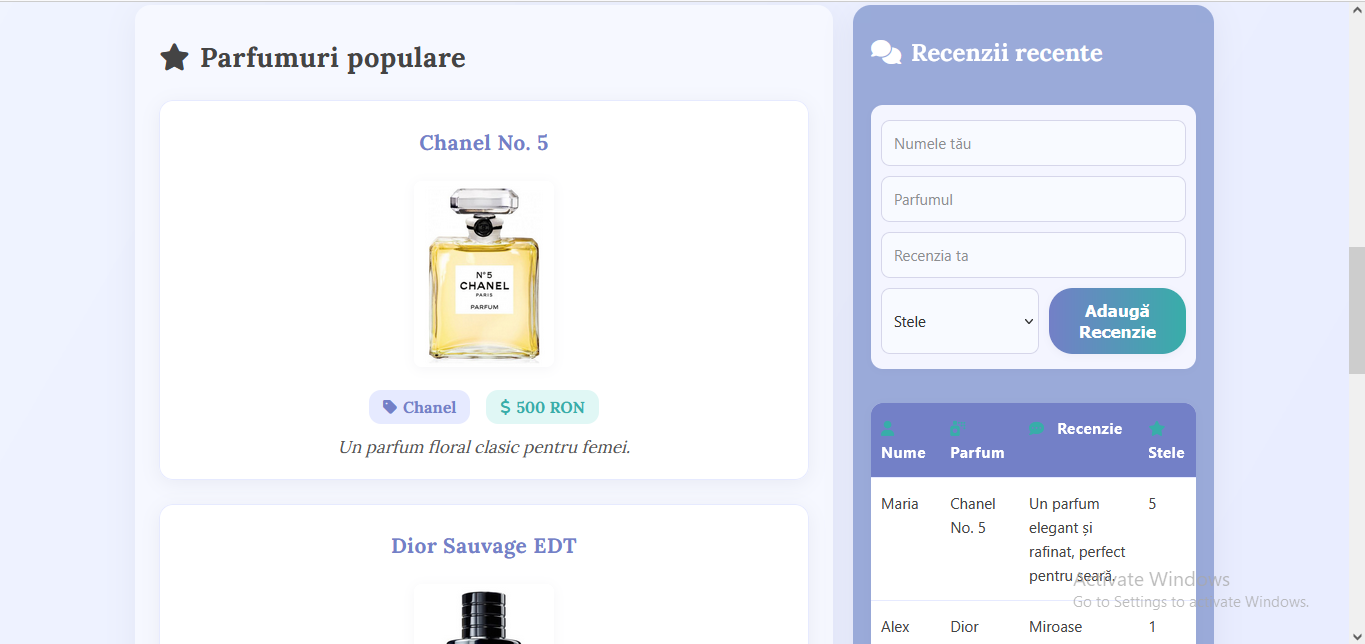 Parfumuri populare
Chanel No. 5
N°5
CHANEL
PARIS
PARFUM
Chanel
$ 500 RON
Un parfum floral clasic pentru femei.
Dior Sauvage EDT
Recenzii recente
Numele tău
Parfumul
Recenzia ta
Stele
Adaugă
Recenzie
Nume
Parfum
Recenzie
Stele
Maria
Chanel
No. 5
Un parfum
elegant și
rafinat, perfect
pentru seară.
5
Alex
Dior
Miroase
1
Activate Windows
Go to Settings to activate Windows.